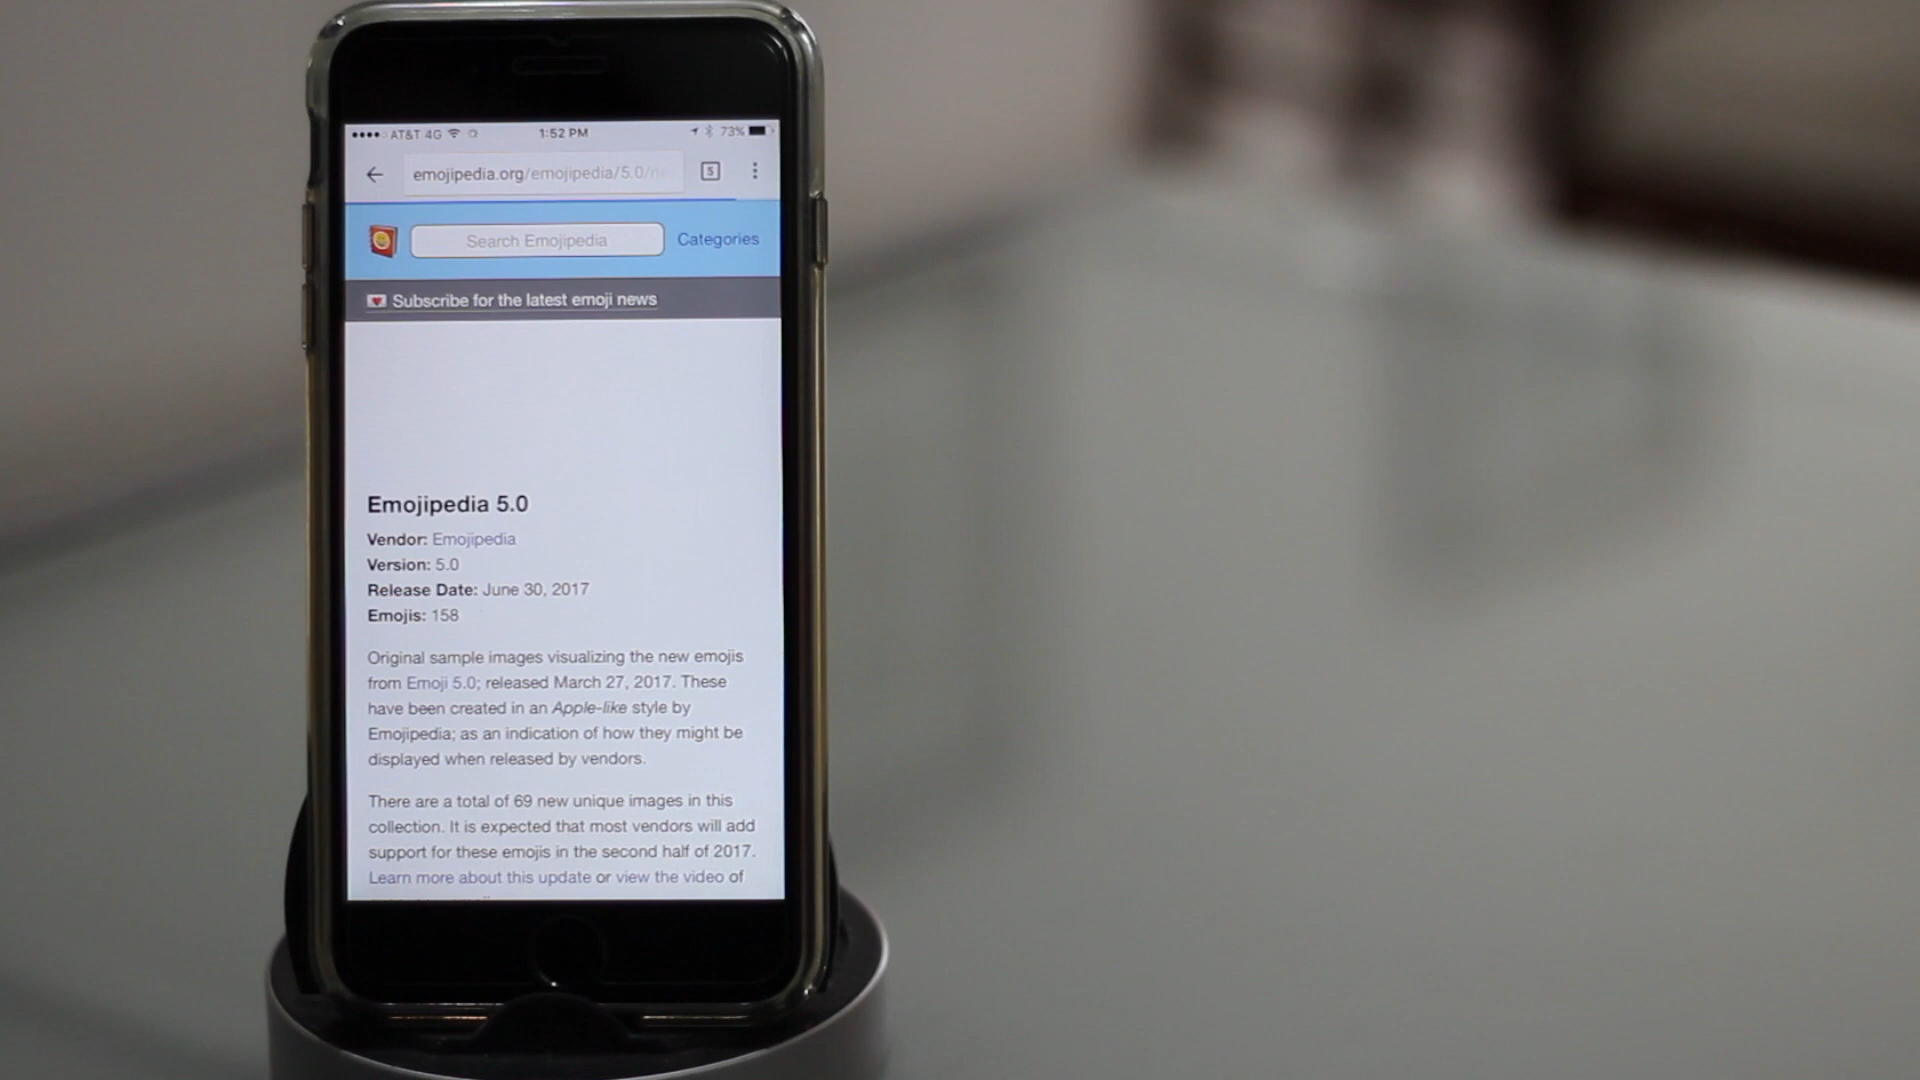 AT&T 4G 1:52 PM 73%
emojipedia.org/emojipedia/5.0/ne 5
Search Emojipedia Categories
Subscribe for the latest emoji news
Emojipedia 5.0
Vendor: Emojipedia
Version: 5.0
Release Date: June 30, 2017
Emojis: 158
Original sample images visualizing the new emojis
from Emoji 5.0; released March 27, 2017. These
have been created in an Apple-like style by
Emojipedia; as an indication of how they might be
displayed when released by vendors.
There are a total of 69 new unique images in this
collection. It is expected that most vendors will add
support for these emojis in the second half of 2017.
Learn more about this update or view the video of